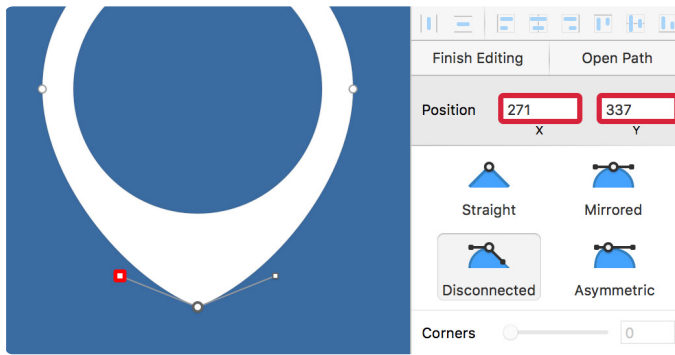 Finish Editing Open Path
Position 271 337
X Y
Straight Mirrored
Disconnected Asymmetric
Corners 0